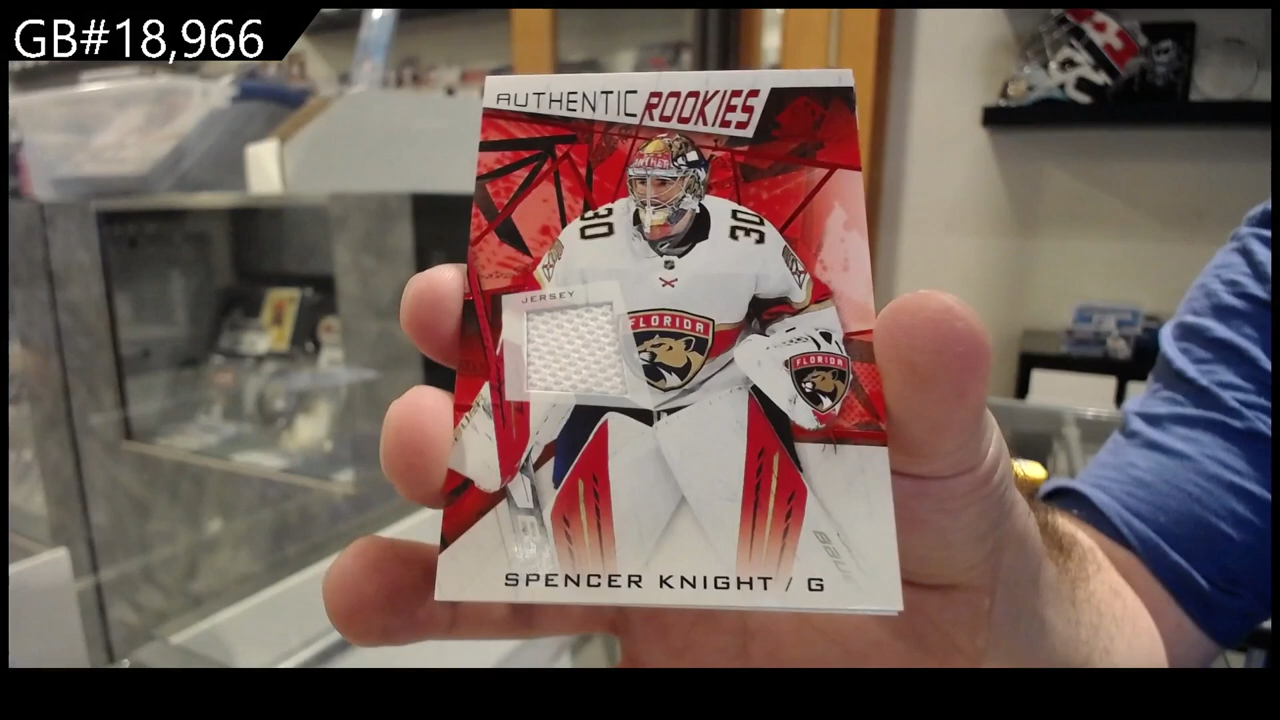 GB#18,966
AUTHENTIC ROOKIES
30 30
JERSEY
FLORIDA
FLORIDA
SPENCER KNIGHT / G